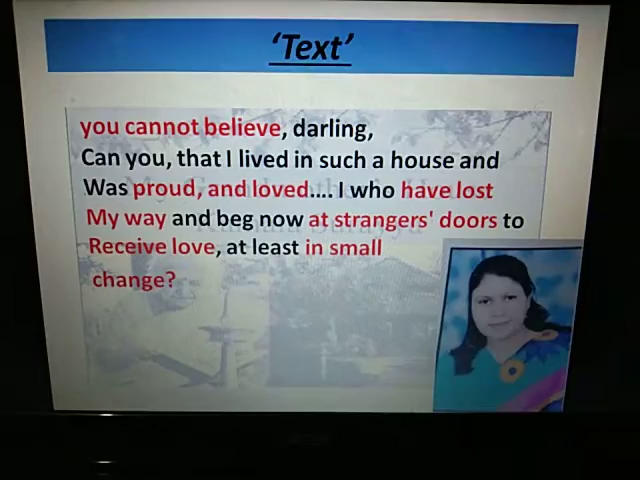 'Text'
you cannot believe, darling,
Can you, that I lived in such a house and
Was proud, and loved.... I who have lost
My way and beg now at strangers' doors to
Receive love, at least in small
change?